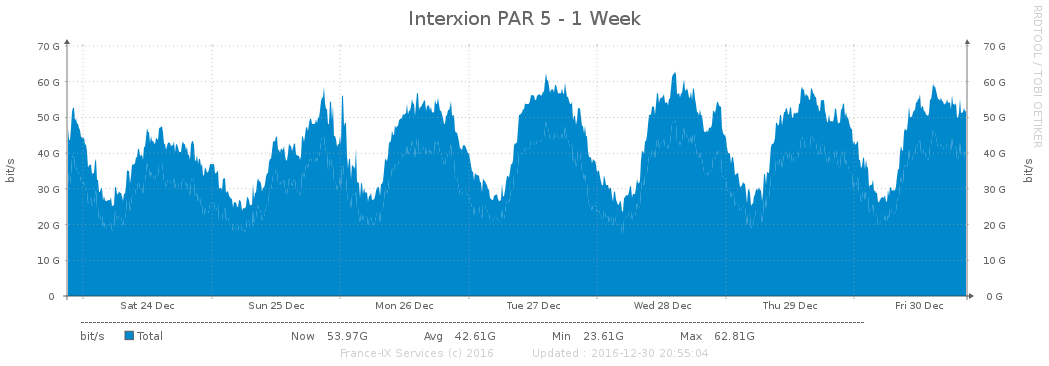 Interxion PAR 5 - 1 Week
RRDTOOL / TOBI OETIKER
70 G 70 G
60 G 60 G
50 G 50 G
40 G 40 G
30 G 30 G
20 G 20 G
10 G 10 G
0 0 G
bit/s
bit/s
Sat 24 Dec Sun 25 Dec Mon 26 Dec Tue 27 Dec Wed 28 Dec Thu 29 Dec Fri 30 Dec
bit/s Total Now 53.97G Avg 42.61G Min 23.61G Max 62.81G
France-IX Services (c) 2016 Updated : 2016-12-30 20:55:04